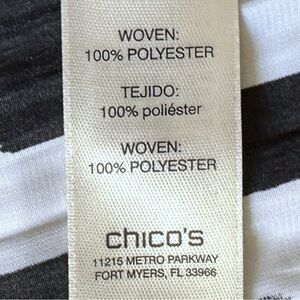 WOVEN:
100% POLYESTER
TEJIDO:
100% poliéster
WOVEN:
100% POLYESTER
chico's
11215 METRO PARKWAY
FORT MYERS, FL 33966